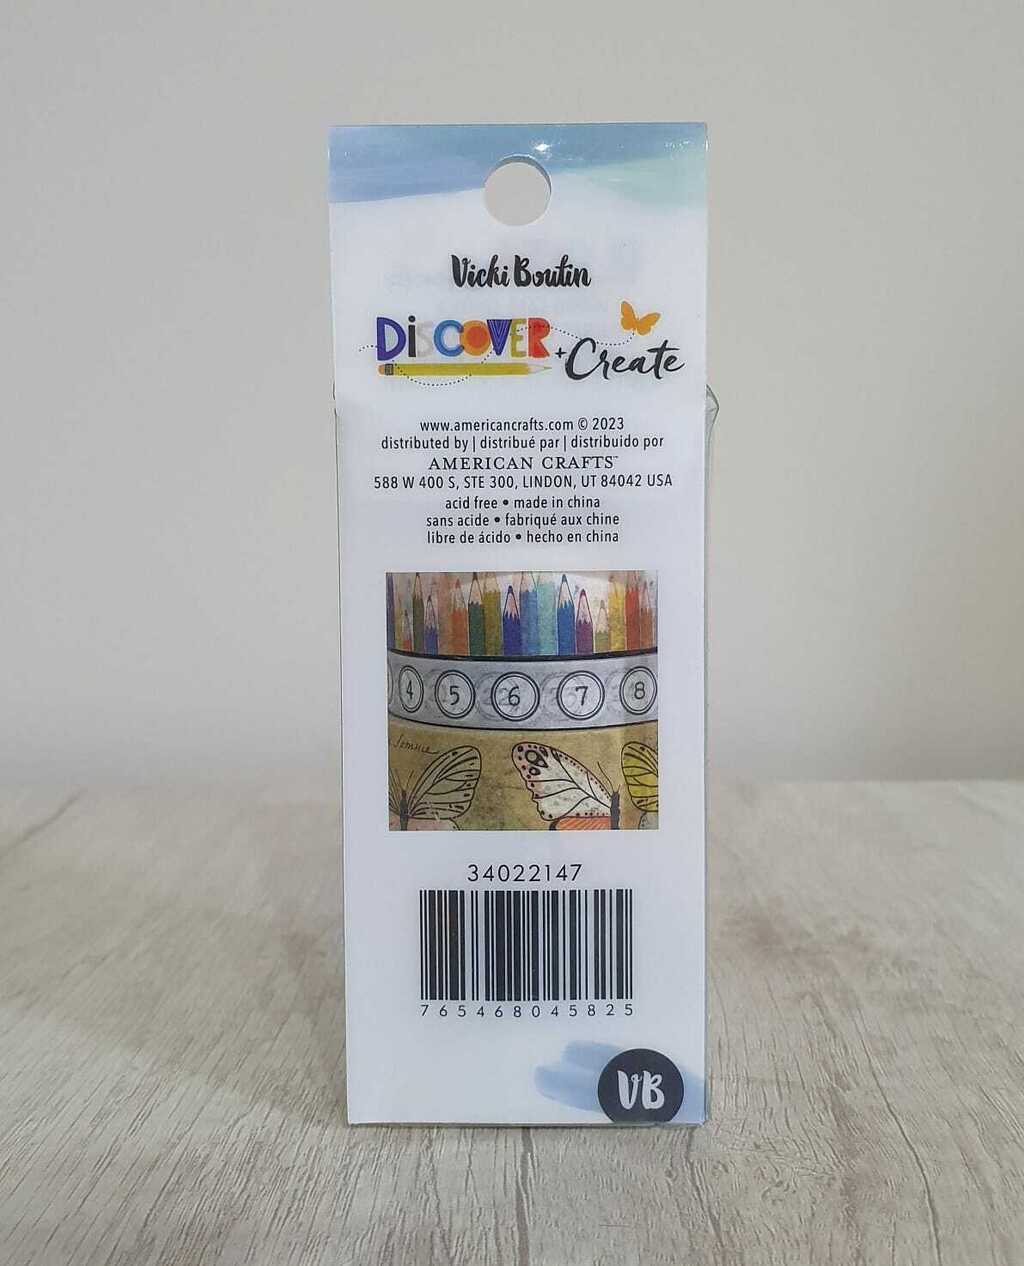 Vicki Boutin
DiSCOVER
+Create
www.americancrafts.com © 2023
distributed by | distribué par | distribuido por
AMERICAN CRAFTS™
588 W 400 S, STE 300, LINDON, UT 84042 USA
acid free • made in china
sans acide • fabriqué aux chine
libre de ácido • hecho en china
4 5 6 7 8
34022147
765468045825
VB